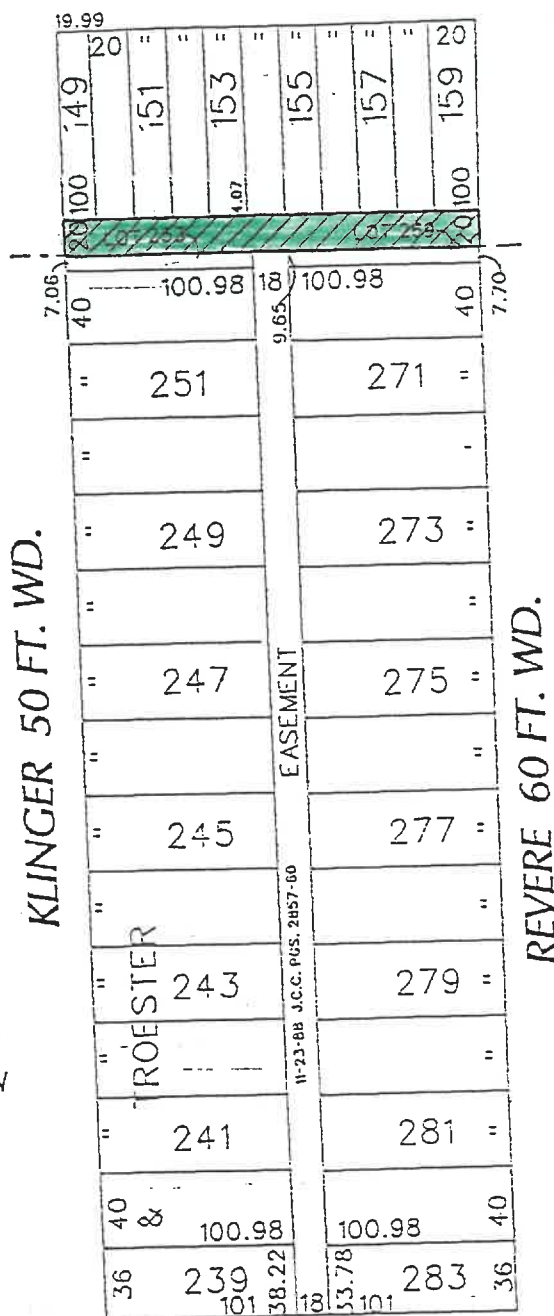 19.99
20 " " " " " " " " 20
149 151 153 155 157 159
100 4.07 100
20 20
7.06 40 100.98 18 9.65 100.98 40 7.70
" 251 271 "
"
" 249 273 "
" "
" 247 275 "
EASEMENT
" "
" 245 277 "
" "
" 243 279 "
" "
" 241 281 "
KLINGER 50 FT. WD.
REVERE 60 FT. WD.
TROESTER
11-23-88 J.C.C. PGS. 2857-60
40 & 100.98 100.98 40
36 239 101 38.22 18 33.78 101 283 36